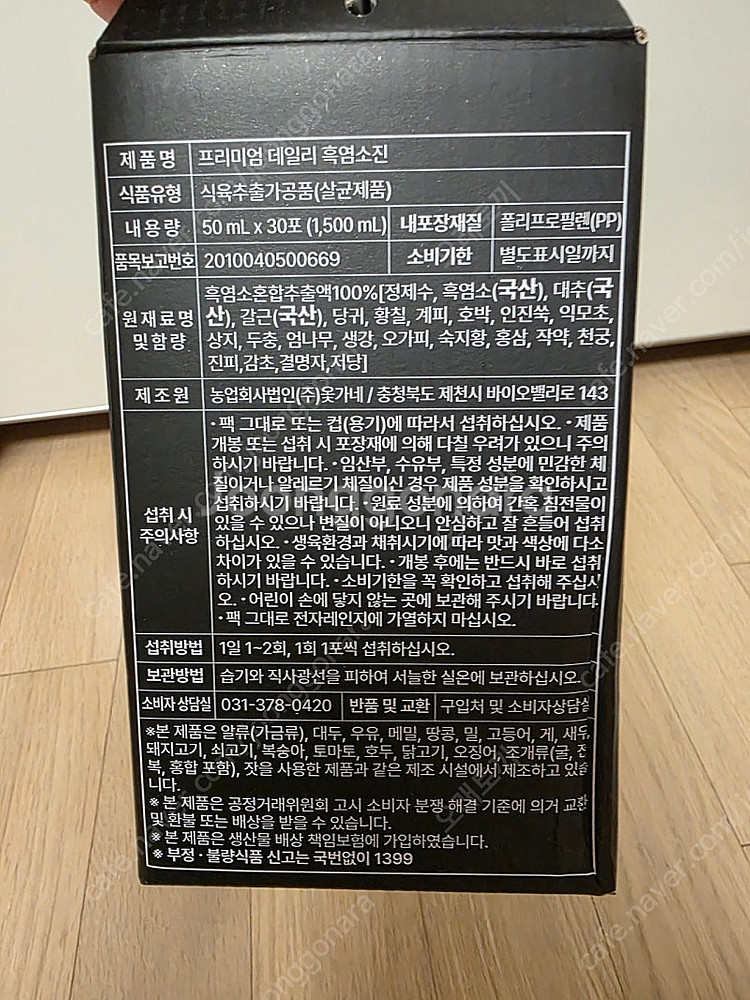 제품명 프리미엄 데일리 흑염소진
식품유형 식육추출가공품(살균제품)
내용량 50 mL x 30포 (1,500 mL) 내포장재질 폴리프로필렌(PP)
품목보고번호 2010040500669 소비기한 별도표시일까지
원재료명 및 함량
흑염소혼합추출액100%[정제수, 흑염소(국산), 대추(국
산), 갈근(국산), 당귀, 황칠, 계피, 호박, 인진쑥, 익모초,
상지, 두충, 엄나무, 생강, 오가피, 숙지황, 홍삼, 작약, 천궁,
진피,감초,결명자,저당]
제조원 농업회사법인(주)옻가네 / 충청북도 제천시 바이오밸리로 143
섭취 시 주의사항
· 팩 그대로 또는 컵(용기)에 따라서 섭취하십시오. · 제품
개봉 또는 섭취 시 포장재에 의해 다칠 우려가 있으니 주의
하시기 바랍니다. · 임산부, 수유부, 특정 성분에 민감한 체
질이거나 알레르기 체질이신 경우 제품 성분을 확인하시고
섭취하시기 바랍니다. · 원료 성분에 의하여 간혹 침전물이
있을 수 있으나 변질이 아니오니 안심하고 잘 흔들어 섭취
하십시오. · 생육환경과 채취시기에 따라 맛과 색상에 다소
차이가 있을 수 있습니다. · 개봉 후에는 반드시 바로 섭취
하시기 바랍니다. · 소비기한을 꼭 확인하고 섭취해 주십시
오. · 어린이 손에 닿지 않는 곳에 보관해 주시기 바랍니다.
· 팩 그대로 전자레인지에 가열하지 마십시오.
섭취방법 1일 1~2회, 1회 1포씩 섭취하십시오.
보관방법 습기와 직사광선을 피하여 서늘한 실온에 보관하십시오.
소비자 상담실 031-378-0420 반품 및 교환 구입처 및 소비자상담실
※본 제품은 알류(가금류), 대두, 우유, 메밀, 땅콩, 밀, 고등어, 게, 새우,
돼지고기, 쇠고기, 복숭아, 토마토, 호두, 닭고기, 오징어, 조개류(굴, 전
복, 홍합 포함), 잣을 사용한 제품과 같은 제조 시설에서 제조하고 있습
니다.
※ 본 제품은 공정거래위원회 고시 소비자 분쟁 해결 기준에 의거 교환
및 환불 또는 배상을 받을 수 있습니다.
※ 본 제품은 생산물 배상 책임보험에 가입하였습니다.
※ 부정 · 불량식품 신고는 국번없이 1399